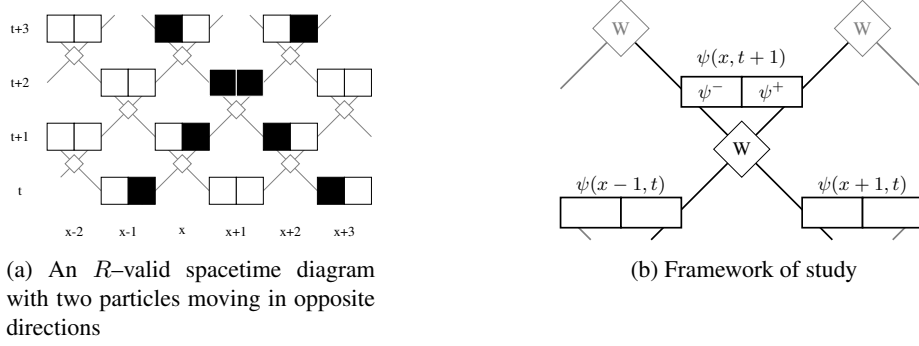 t+3
t+2
t+1
t
x-2 x-1 x x+1 x+2 x+3
(a) An R–valid spacetime diagram
with two particles moving in opposite
directions
W W
ψ(x, t + 1)
ψ⁻ ψ⁺
W
ψ(x − 1, t) ψ(x + 1, t)
(b) Framework of study